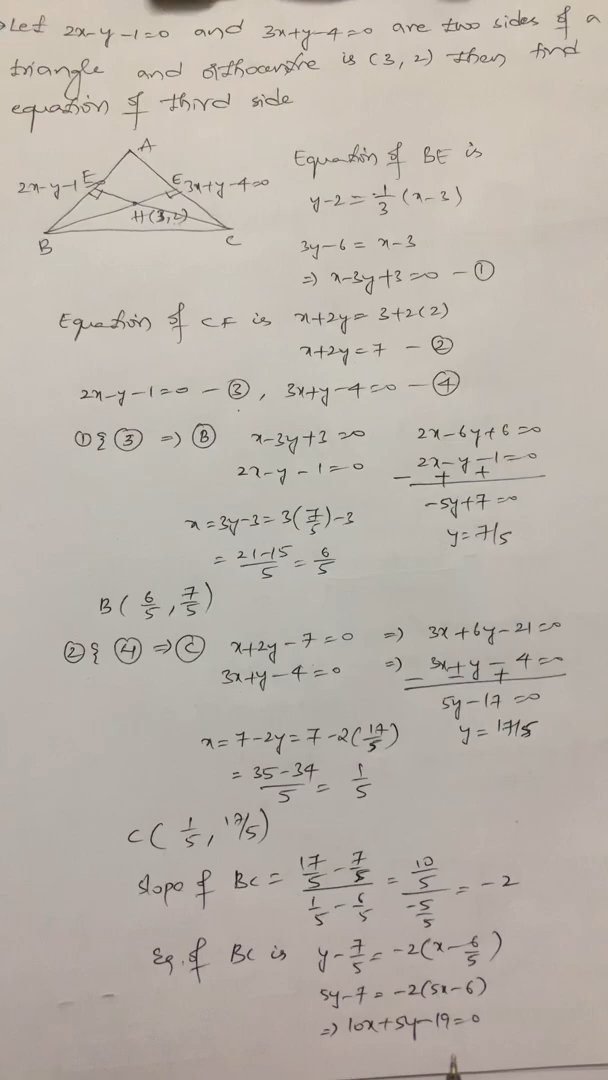 Let 2x-y-1=0 and 3x+y-4=0 are two sides of a
triangle and orthocentre is (3,2) then find
equation of third side
A
2x-y-1 E
E 3x+y-4=0
H(3,2)
B
C
Equation of BE is
y-2 = 1/3 (x-3)
3y-6 = x-3
=> x-3y+3=0 - ①
Equation of CF is x+2y = 3+2(2)
x+2y=7 - ②
2x-y-1=0 - ③, 3x+y-4=0 - ④
① & ③ => Ⓑ x-3y+3=0
2x-y-1=0
2x-6y+6=0
2x-y-1=0
- + +
-5y+7=0
y=7/5
x=3y-3=3(7/5)-3
= 21-15/5 = 6/5
B(6/5, 7/5)
② & ④ => Ⓒ x+2y-7=0 => 3x+6y-21=0
3x+y-4=0 => 3x+y-4=0
- - +
5y-17=0
y=17/5
x=7-2y=7-2(17/5)
= 35-34/5 = 1/5
C(1/5, 17/5)
Slope of BC = 17/5 - 7/5 / 1/5 - 6/5 = 10/5 / -5/5 = -2
Eq. of BC is y-7/5 = -2(x-6/5)
5y-7 = -2(5x-6)
=> 10x+5y-19=0